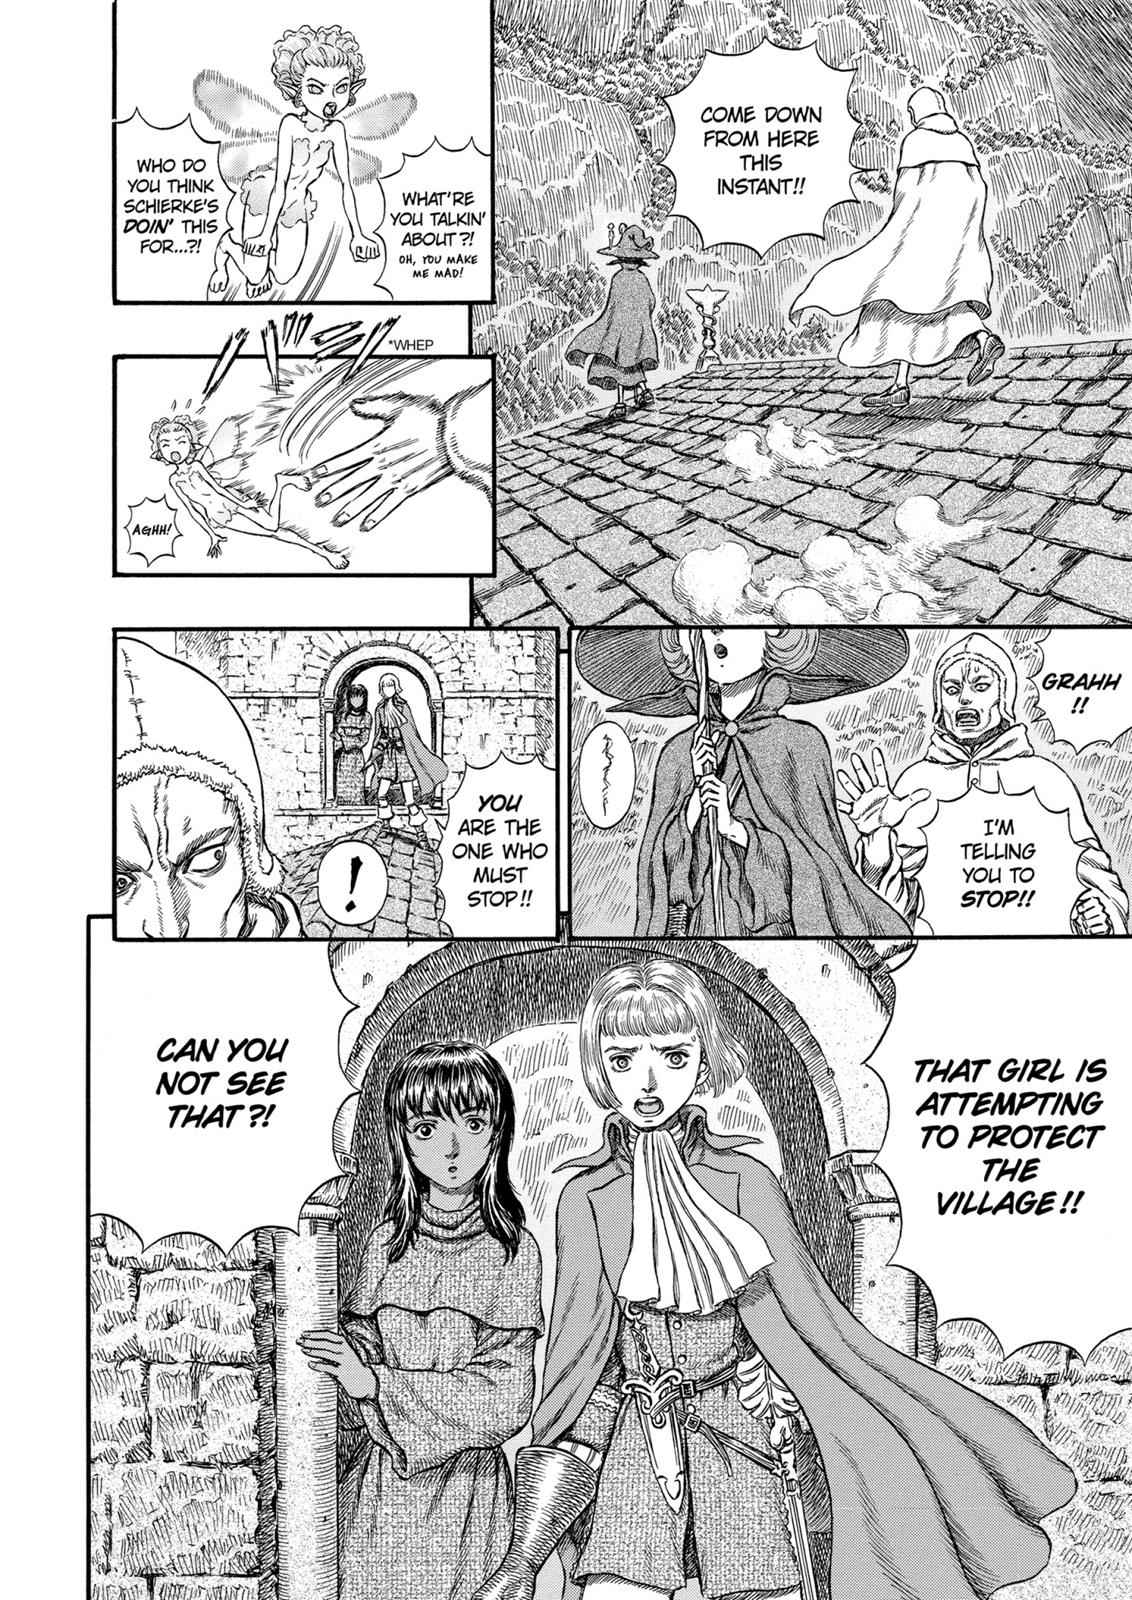 COME DOWN
FROM HERE
THIS
INSTANT!!
WHAT'RE
YOU TALKIN'
ABOUT?!
OH, YOU MAKE
ME MAD!
WHO DO
YOU THINK
SCHIERKE'S
DOIN' THIS
FOR...?!
*WHEP
AGHH!
GRAHH
!!
I'M
TELLING
YOU TO
STOP!!
YOU
ARE THE
ONE WHO
MUST
STOP!!
!
THAT GIRL IS
ATTEMPTING
TO PROTECT
THE
VILLAGE!!
CAN YOU
NOT SEE
THAT?!